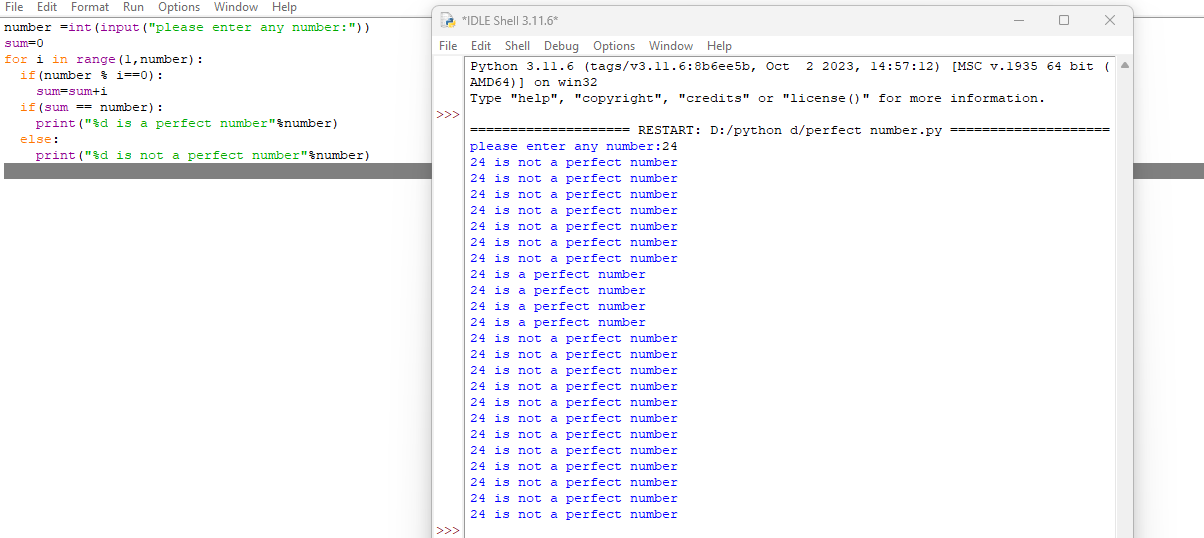 File Edit Format Run Options Window Help
number =int(input("please enter any number:"))
sum=0
for i in range(1,number):
  if(number % i==0):
    sum=sum+i
  if(sum == number):
    print("%d is a perfect number"%number)
  else:
    print("%d is not a perfect number"%number)
*IDLE Shell 3.11.6*
File Edit Shell Debug Options Window Help
Python 3.11.6 (tags/v3.11.6:8b6ee5b, Oct  2 2023, 14:57:12) [MSC v.1935 64 bit (
AMD64)] on win32
Type "help", "copyright", "credits" or "license()" for more information.
>>>
==================== RESTART: D:/python d/perfect number.py ====================
please enter any number:24
24 is not a perfect number
24 is not a perfect number
24 is not a perfect number
24 is not a perfect number
24 is not a perfect number
24 is not a perfect number
24 is not a perfect number
24 is a perfect number
24 is a perfect number
24 is a perfect number
24 is a perfect number
24 is not a perfect number
24 is not a perfect number
24 is not a perfect number
24 is not a perfect number
24 is not a perfect number
24 is not a perfect number
24 is not a perfect number
24 is not a perfect number
24 is not a perfect number
24 is not a perfect number
24 is not a perfect number
24 is not a perfect number
>>>